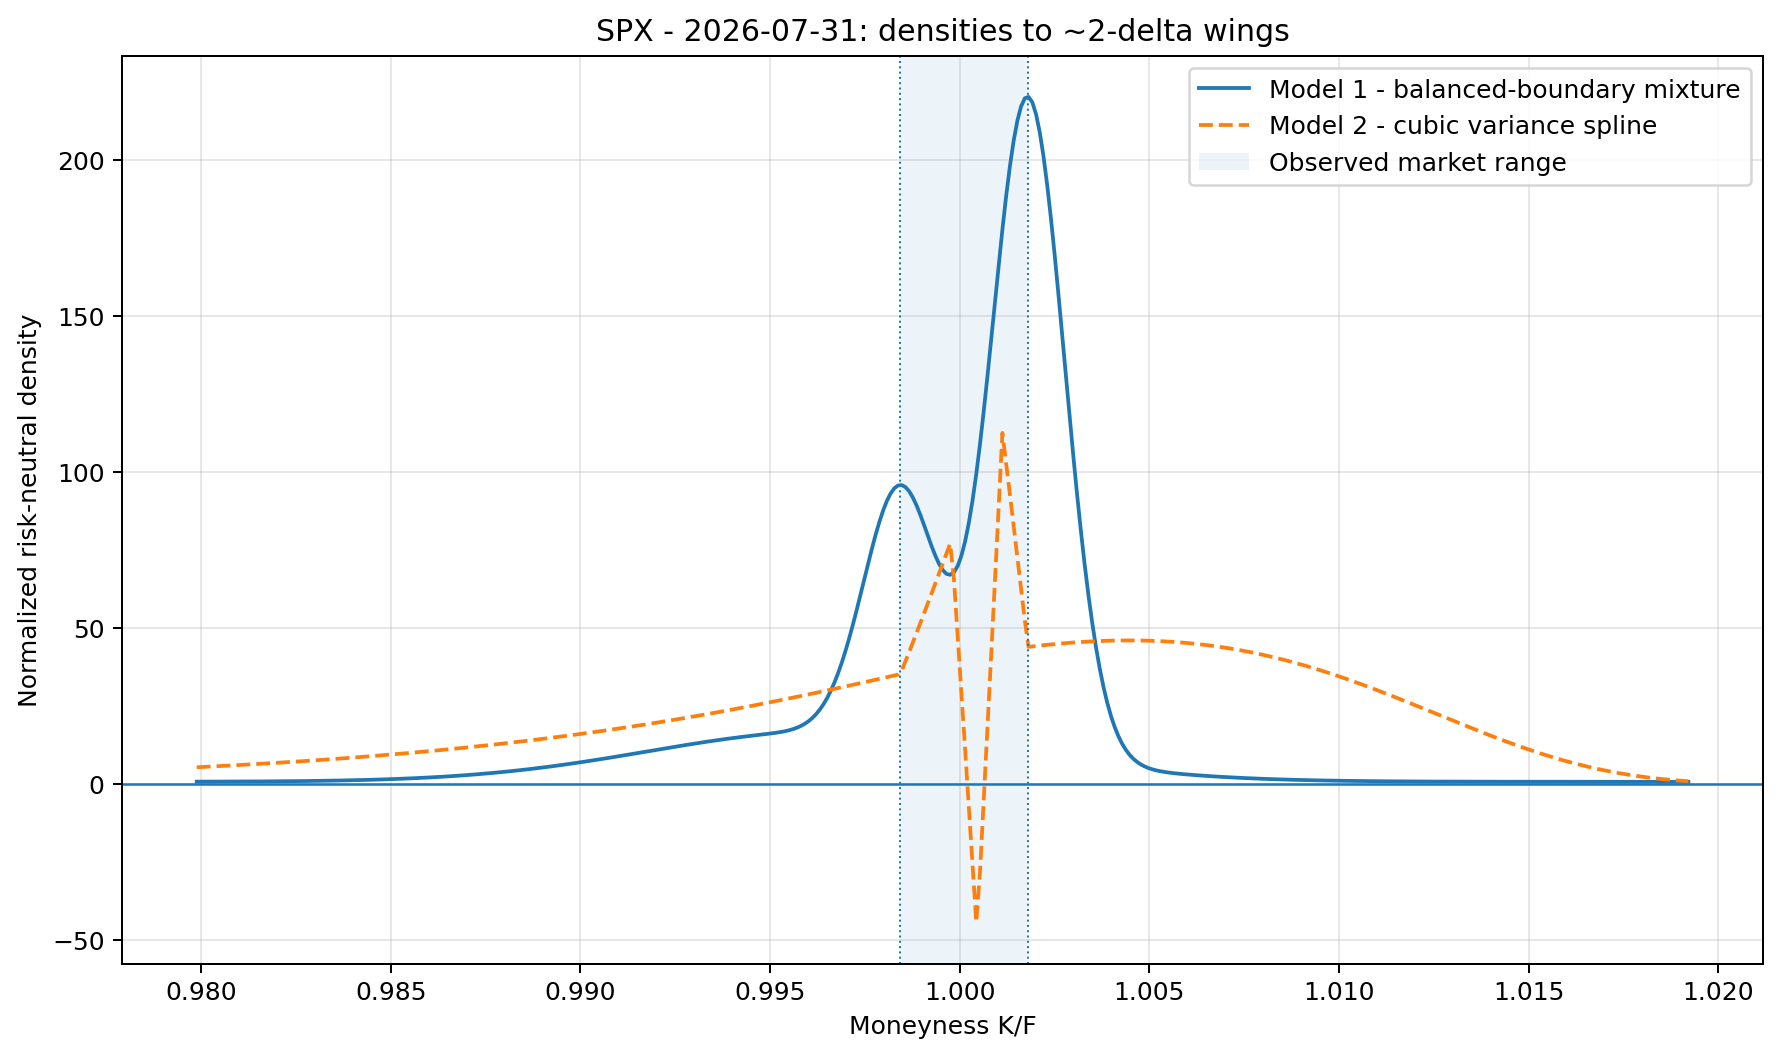 SPX - 2026-07-31: densities to ~2-delta wings
Model 1 - balanced-boundary mixture
Model 2 - cubic variance spline
Observed market range
Normalized risk-neutral density
200
150
100
50
0
−50
0.980 0.985 0.990 0.995 1.000 1.005 1.010 1.015 1.020
Moneyness K/F